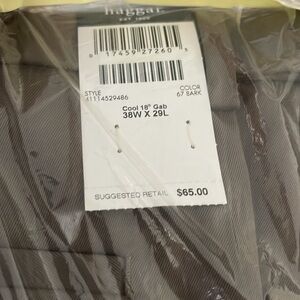 haggar
EST. 1926
0 17459 27260 5
STYLE COLOR
41114529486 67 BARK
Cool 18® Gab
38W X 29L
SUGGESTED RETAIL $65.00